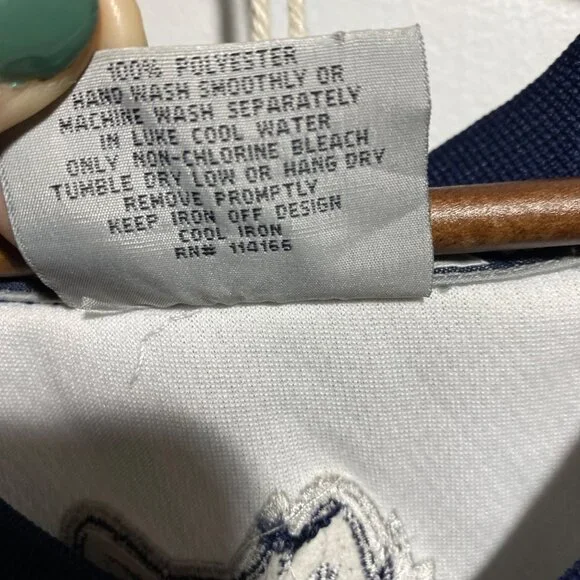 100% POLYESTER
HAND WASH SMOOTHLY OR
MACHINE WASH SEPARATELY
IN LUKE COOL WATER
ONLY NON-CHLORINE BLEACH
TUMBLE DRY LOW OR HANG DRY
REMOVE PROMPTLY
KEEP IRON OFF DESIGN
COOL IRON
RN# 114166